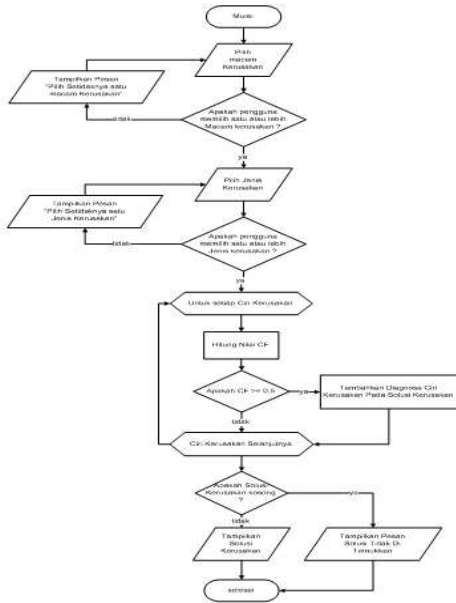 Mulai
Pilih
macam
Kerusakan
Tampilkan Pesan
"Pilih Setidaknya satu
macam Kerusakan"
Apakah pengguna
memilih satu atau lebih
Macam kerusakan ?
tidak
ya
Pilih Jenis
Kerusakan
Tampilkan Pesan
"Pilih Setidaknya satu
Jenis Kerusakan"
Apakah pengguna
memilih satu atau lebih
Jenis kerusakan ?
tidak
ya
Untuk setiap Ciri Kerusakan
Hitung Nilai CF
Apakah CF >= 0.5
ya
Tambahkan Diagnosa Ciri
Kerusakan Pada Solusi Kerusakan
tidak
Ciri Kerusakan Selanjutnya
Apakah Solusi
Kerusakan kosong
?
ya
tidak
Tampilkan
Solusi
Kerusakan
Tampilkan Pesan
Solusi Tidak Di
Temukkan
selesai